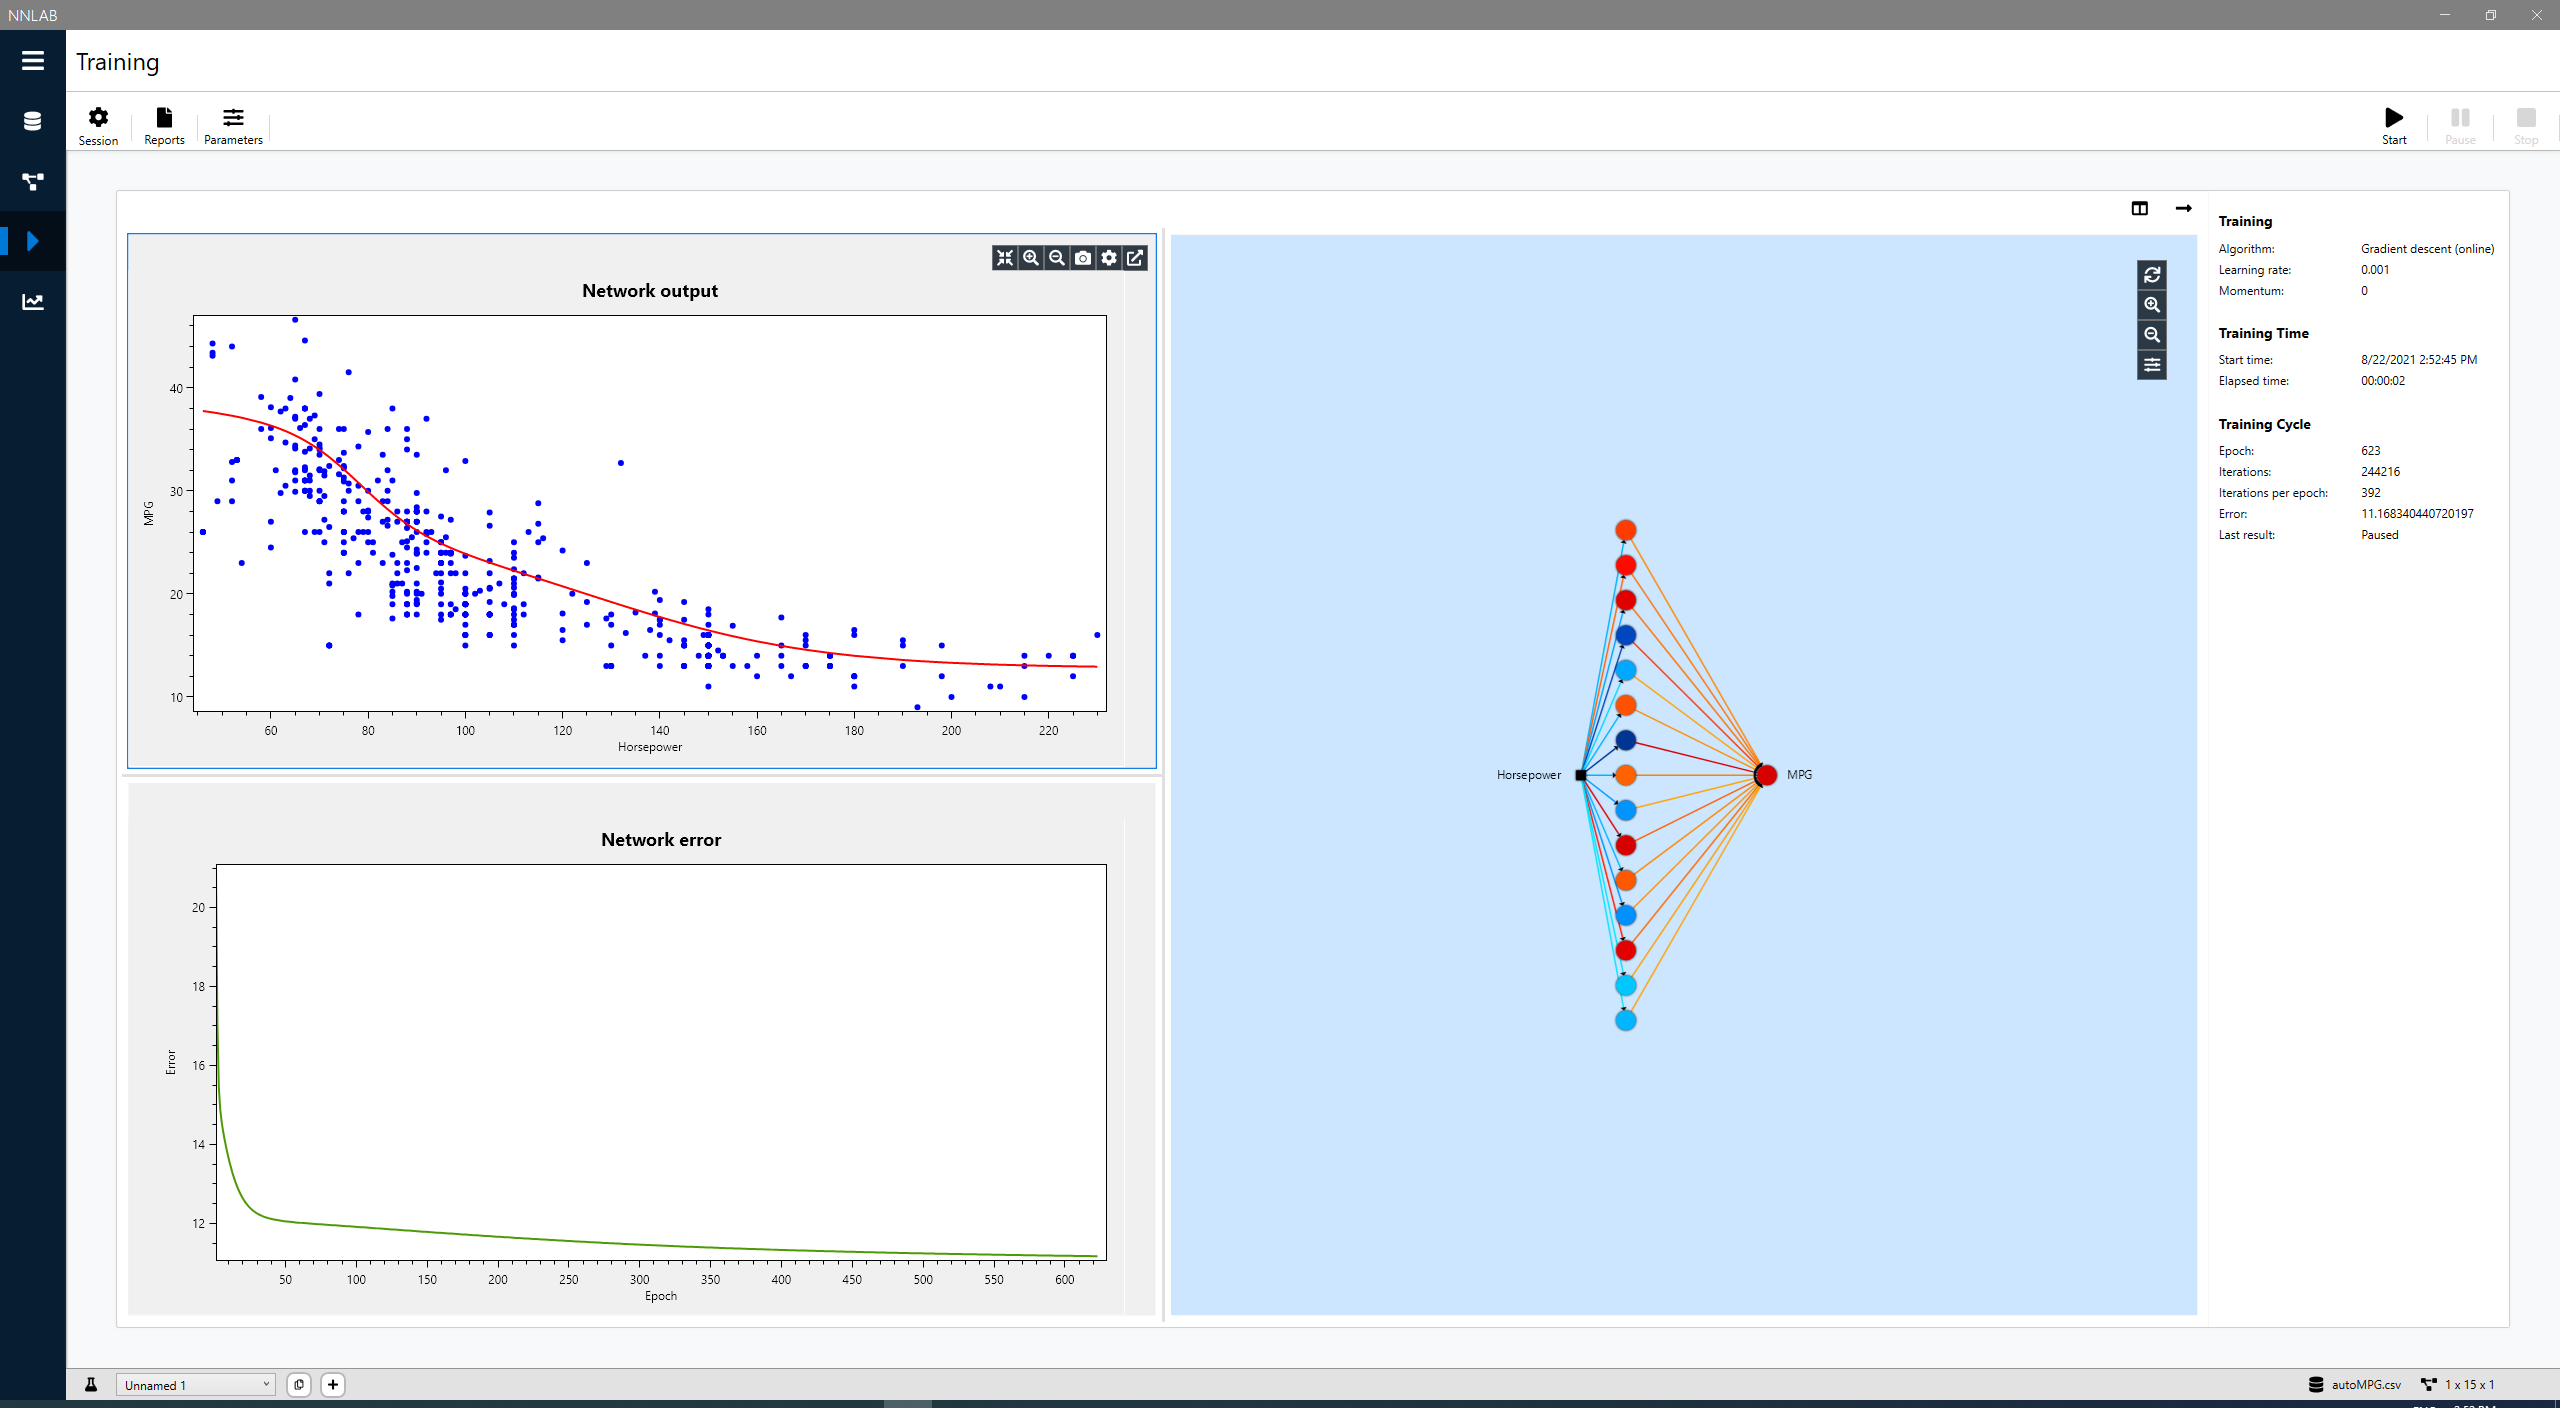 NNLAB
Training
Session
Reports
Parameters
Start
Pause
Stop
Network output
MPG
40
30
20
10
60 80 100 120 140 160 180 200 220
Horsepower
Network error
Error
20
18
16
14
12
50 100 150 200 250 300 350 400 450 500 550 600
Epoch
Horsepower
MPG
Training
Algorithm: Gradient descent (online)
Learning rate: 0.001
Momentum: 0
Training Time
Start time: 8/22/2021 2:52:45 PM
Elapsed time: 00:00:02
Training Cycle
Epoch: 623
Iterations: 244216
Iterations per epoch: 392
Error: 11.168340440720197
Last result: Paused
Unnamed 1
autoMPG.csv
1 x 15 x 1